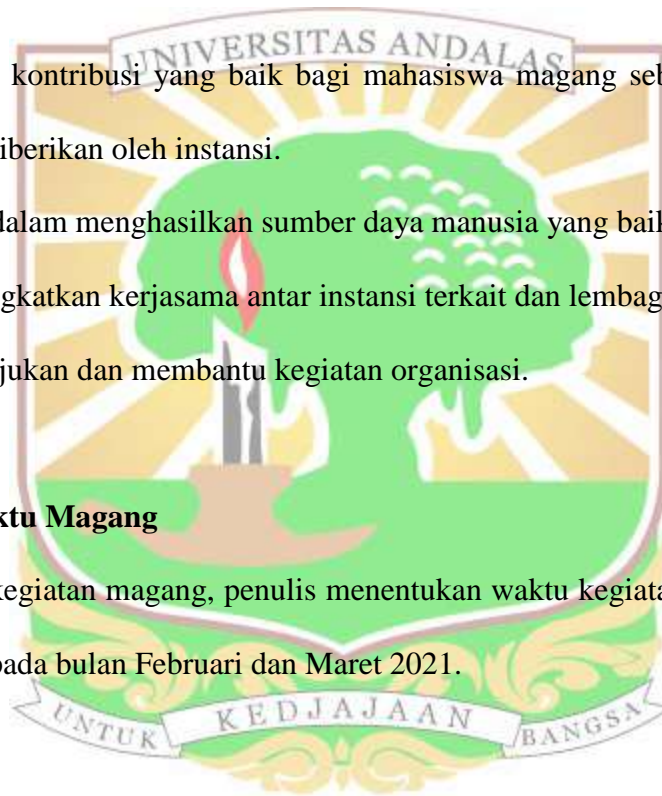 UNIVERSITAS ANDALAS
kontribusi yang baik bagi mahasiswa magang seb
iberikan oleh instansi.
dalam menghasilkan sumber daya manusia yang baik
gkatkan kerjasama antar instansi terkait dan lembag
jukan dan membantu kegiatan organisasi.
ktu Magang
kegiatan magang, penulis menentukan waktu kegiata
pada bulan Februari dan Maret 2021.
UNTUK KEDJAJAAN BANGSA